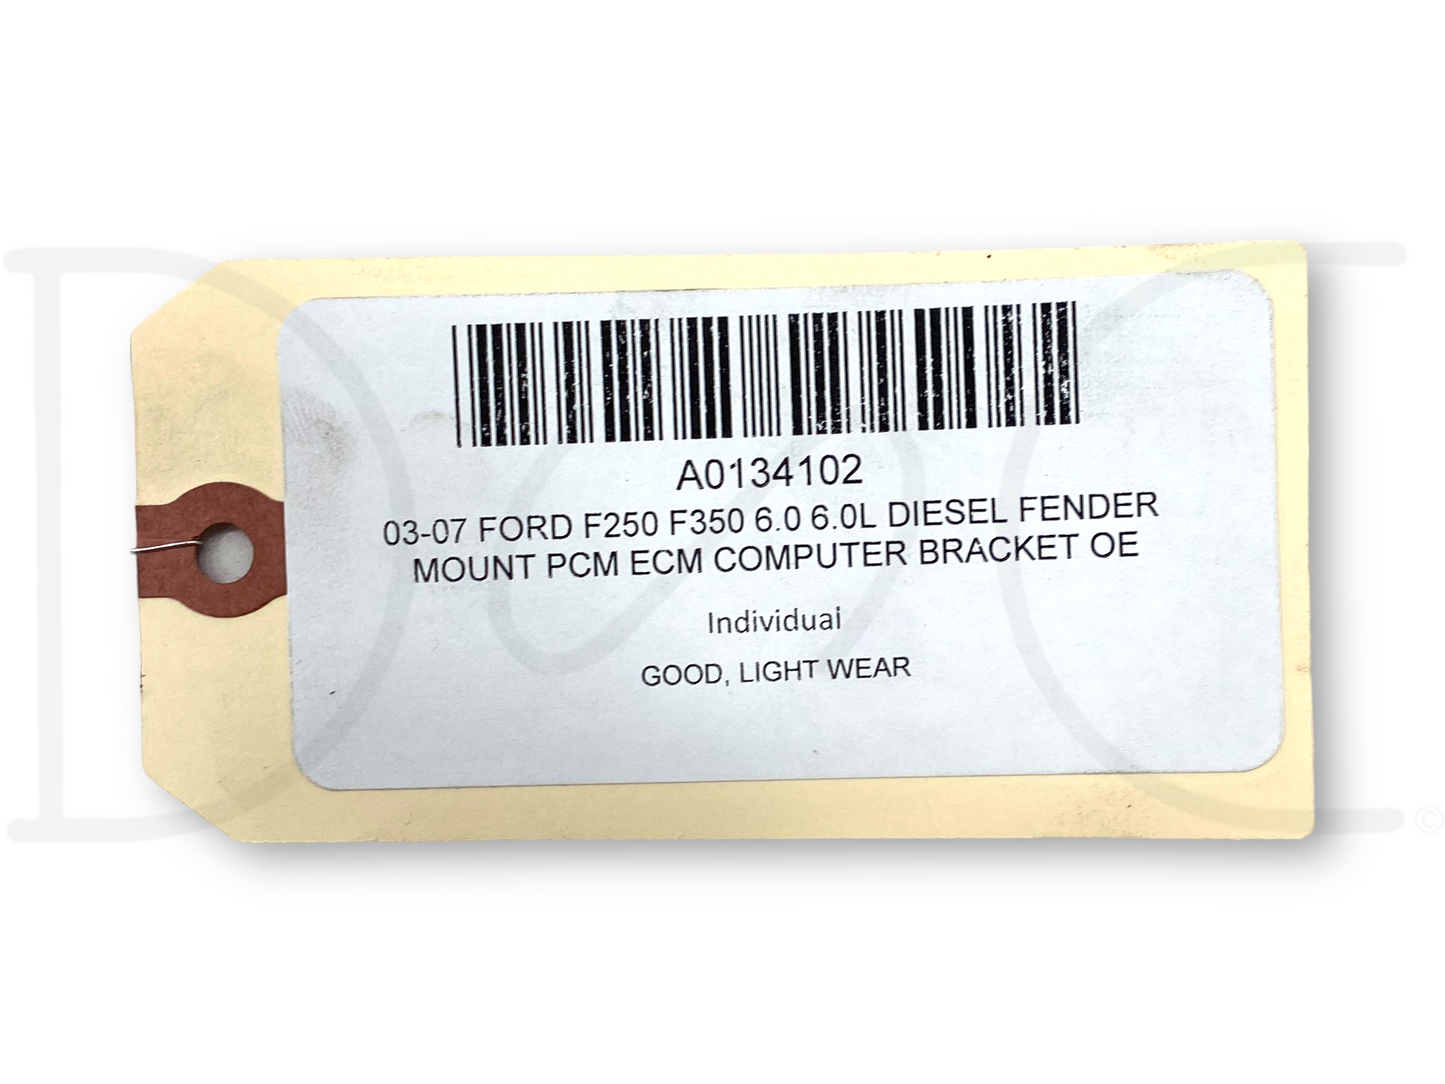 A0134102
03-07 FORD F250 F350 6.0 6.0L DIESEL FENDER
MOUNT PCM ECM COMPUTER BRACKET OE
Individual
GOOD, LIGHT WEAR
©